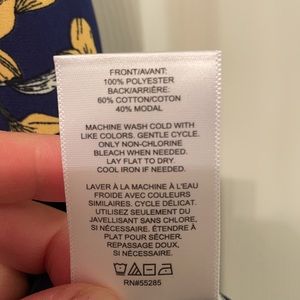 FRONT/AVANT:
100% POLYESTER
BACK/ARRIÈRE:
60% COTTON/COTON
40% MODAL
MACHINE WASH COLD WITH
LIKE COLORS. GENTLE CYCLE.
ONLY NON-CHLORINE
BLEACH WHEN NEEDED.
LAY FLAT TO DRY.
COOL IRON IF NEEDED.
LAVER À LA MACHINE À L'EAU
FROIDE AVEC COULEURS
SIMILAIRES. CYCLE DÉLICAT.
UTILISEZ SEULEMENT DU
JAVELLISANT SANS CHLORE,
SI NÉCESSAIRE. ÉTENDRE
À PLAT POUR SÉCHER.
REPASSAGE DOUX,
SI NÉCESSAIRE.
RN#55285